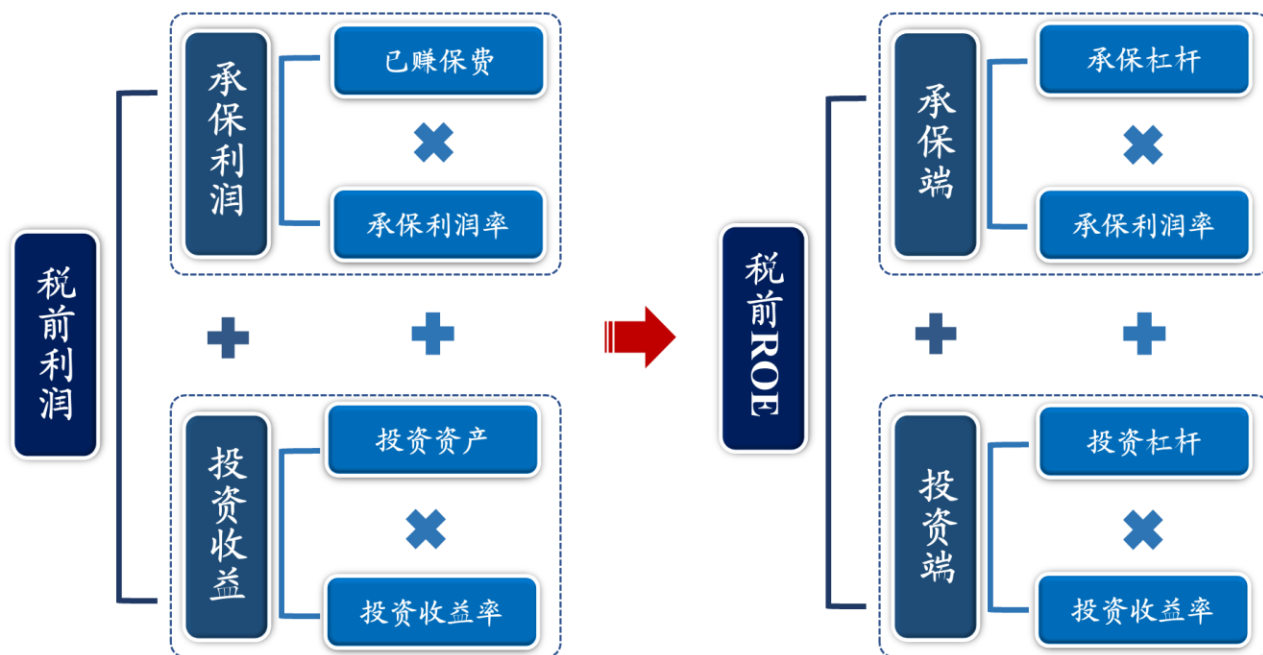 税前利润
承保利润
已赚保费
承保利润率
投资收益
投资资产
投资收益率
税前ROE
承保端
承保杠杆
承保利润率
投资端
投资杠杆
投资收益率